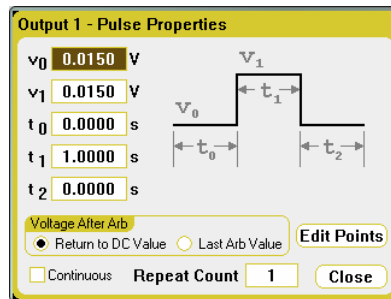 Output 1 - Pulse Properties
v0 0.0150 V
v1 0.0150 V
t0 0.0000 s
t1 1.0000 s
t2 0.0000 s
v1
t1
v0
t0
t2
Voltage After Arb
Return to DC Value Last Arb Value
Edit Points
Continuous Repeat Count 1 Close